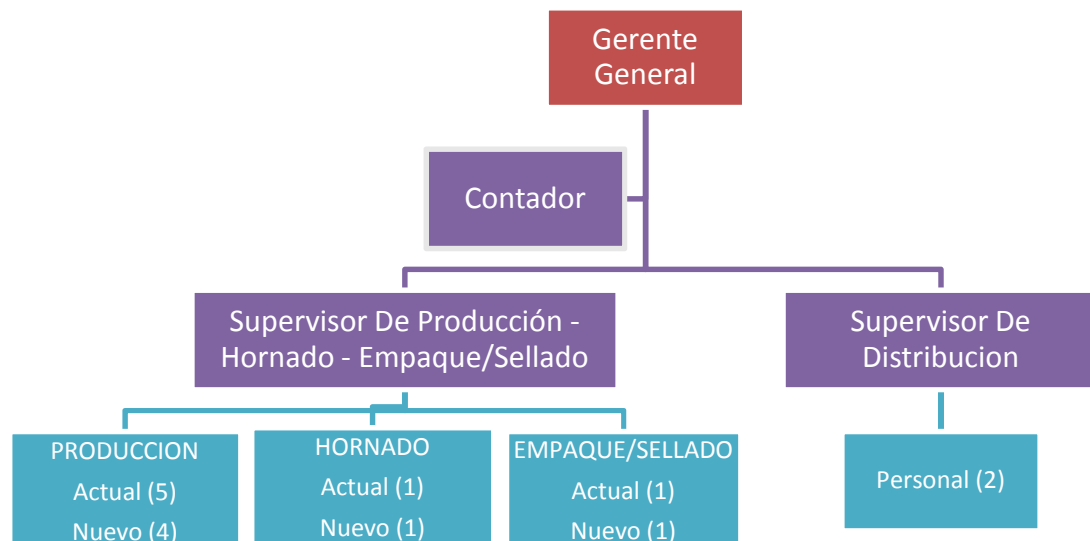 Gerente
General
Contador
Supervisor De Producción -
Hornado - Empaque/Sellado
Supervisor De
Distribucion
PRODUCCION
Actual (5)
Nuevo (4)
HORNADO
Actual (1)
Nuevo (1)
EMPAQUE/SELLADO
Actual (1)
Nuevo (1)
Personal (2)